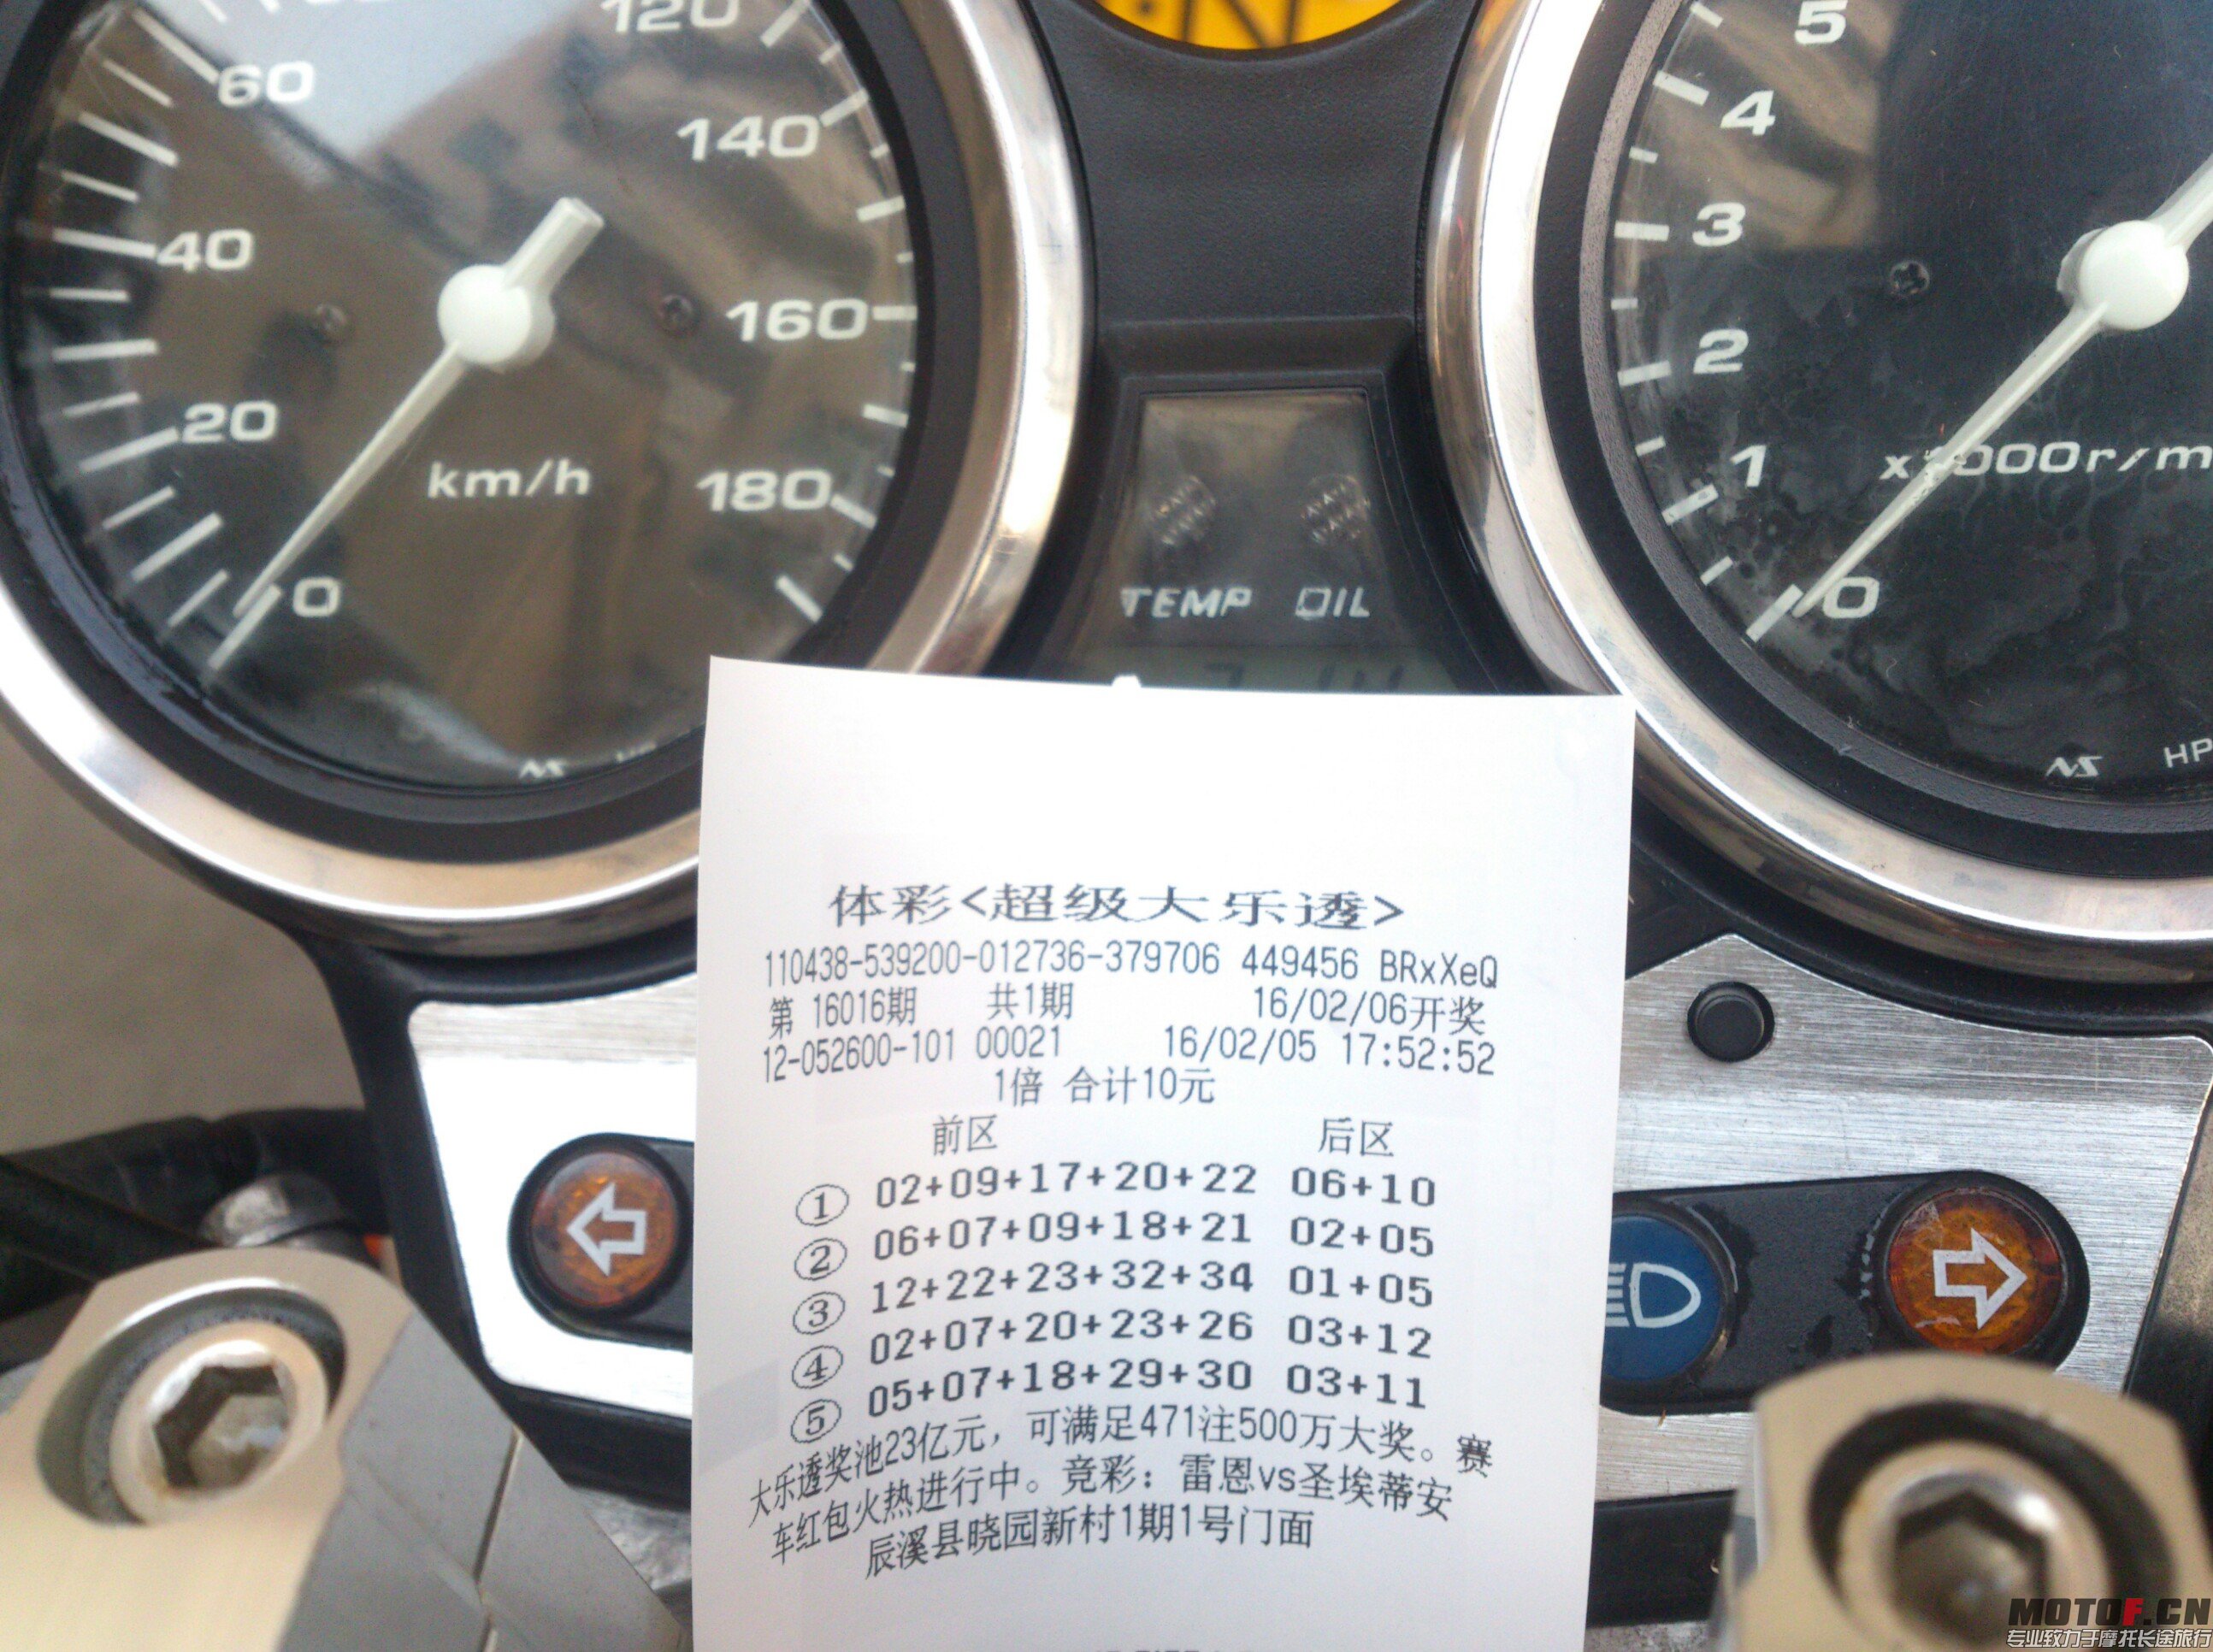 120
60
140
40
160
20
180
km/h
0
5
4
3
2
1
0
TEMP OIL
NS
NS HP
体彩<超级大乐透>
110438-539200-012736-379706 449456 BRxXeQ
第 16016期 共1期 16/02/06开奖
12-052600-101 00021 16/02/05 17:52:52
1倍 合计10元
前区 后区
① 02+09+17+20+22 06+10
② 06+07+09+18+21 02+05
③ 12+22+23+32+34 01+05
④ 02+07+20+23+26 03+12
⑤ 05+07+18+29+30 03+11
大乐透奖池23亿元，可满足471注500万大奖。赛
车红包火热进行中。竞彩：雷恩vs圣埃蒂安
辰溪县晓园新村1期1号门面
MOTOF.CN
专业致力于摩托长途旅行